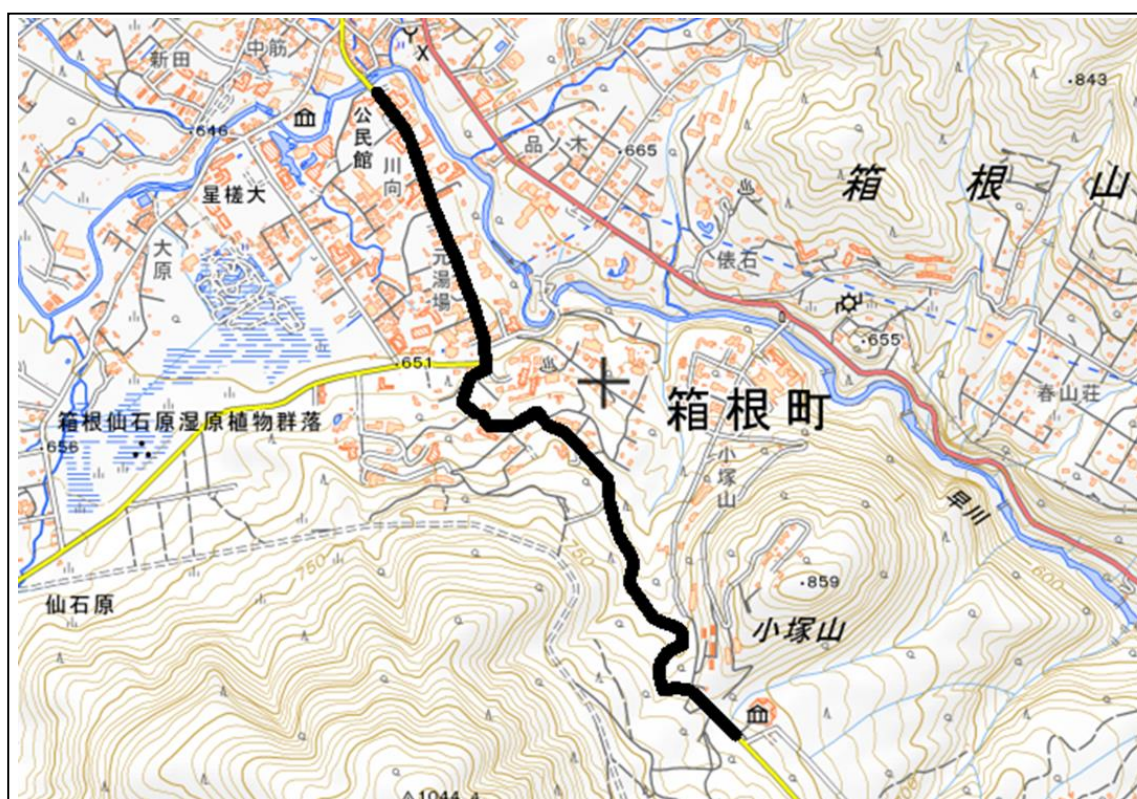 新田
中筋
843
646
公民館
川向
品ノ木
665
箱根山
星槎大
大原
元湯場
俵石
655
651
箱根町
春山荘
箱根仙石原湿原植物群落
656
小塚山
早川
750
750
859
600
仙石原
小塚山
1044.4